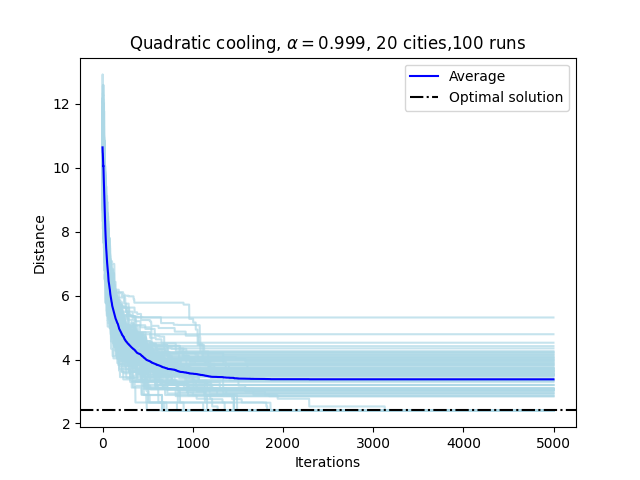 Quadratic cooling, α = 0.999, 20 cities,100 runs
Average
Optimal solution
12
10
8
6
4
2
Distance
0 1000 2000 3000 4000 5000
Iterations